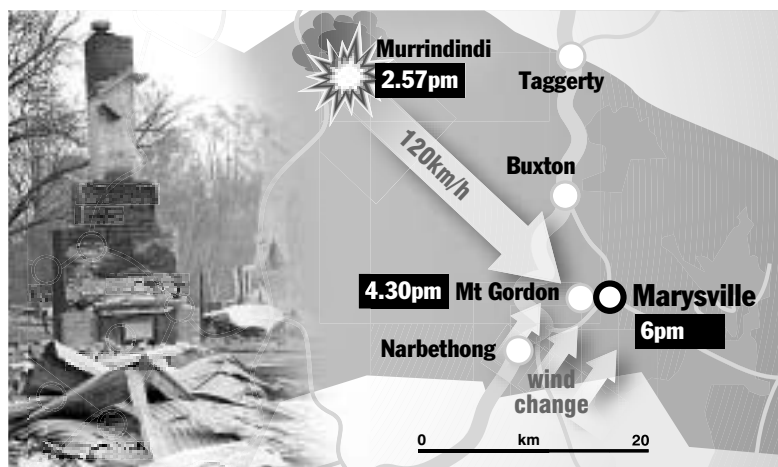 Murrindindi
2.57pm
Taggerty
120km/h
Buxton
4.30pm Mt Gordon
Marysville
6pm
Narbethong
wind
change
0 km 20